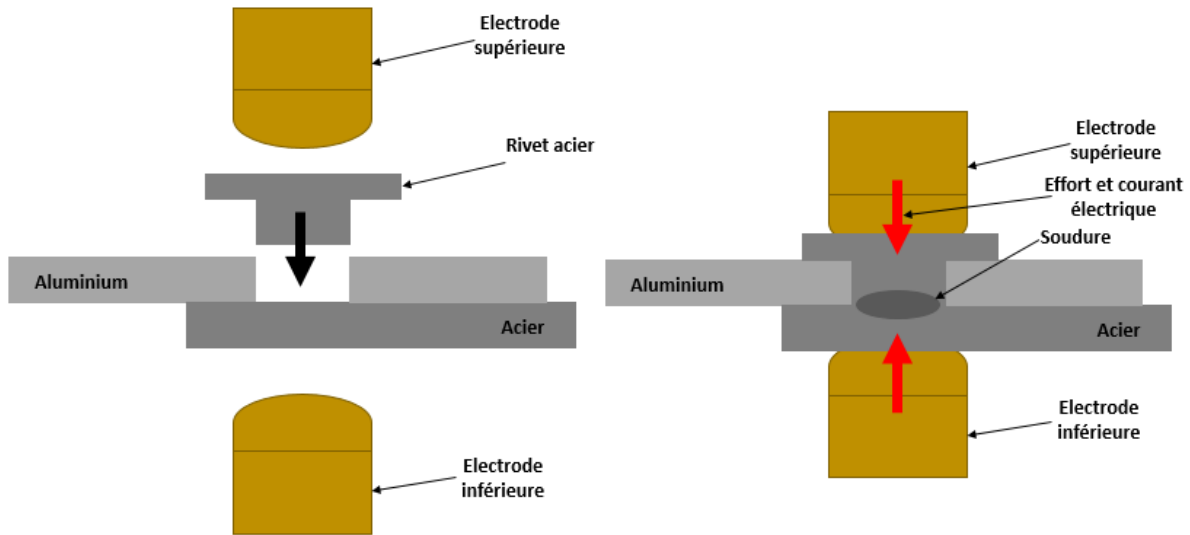 Electrode
supérieure
Rivet acier
Aluminium
Acier
Electrode
inférieure
Electrode
supérieure
Effort et courant
électrique
Soudure
Aluminium
Acier
Electrode
inférieure